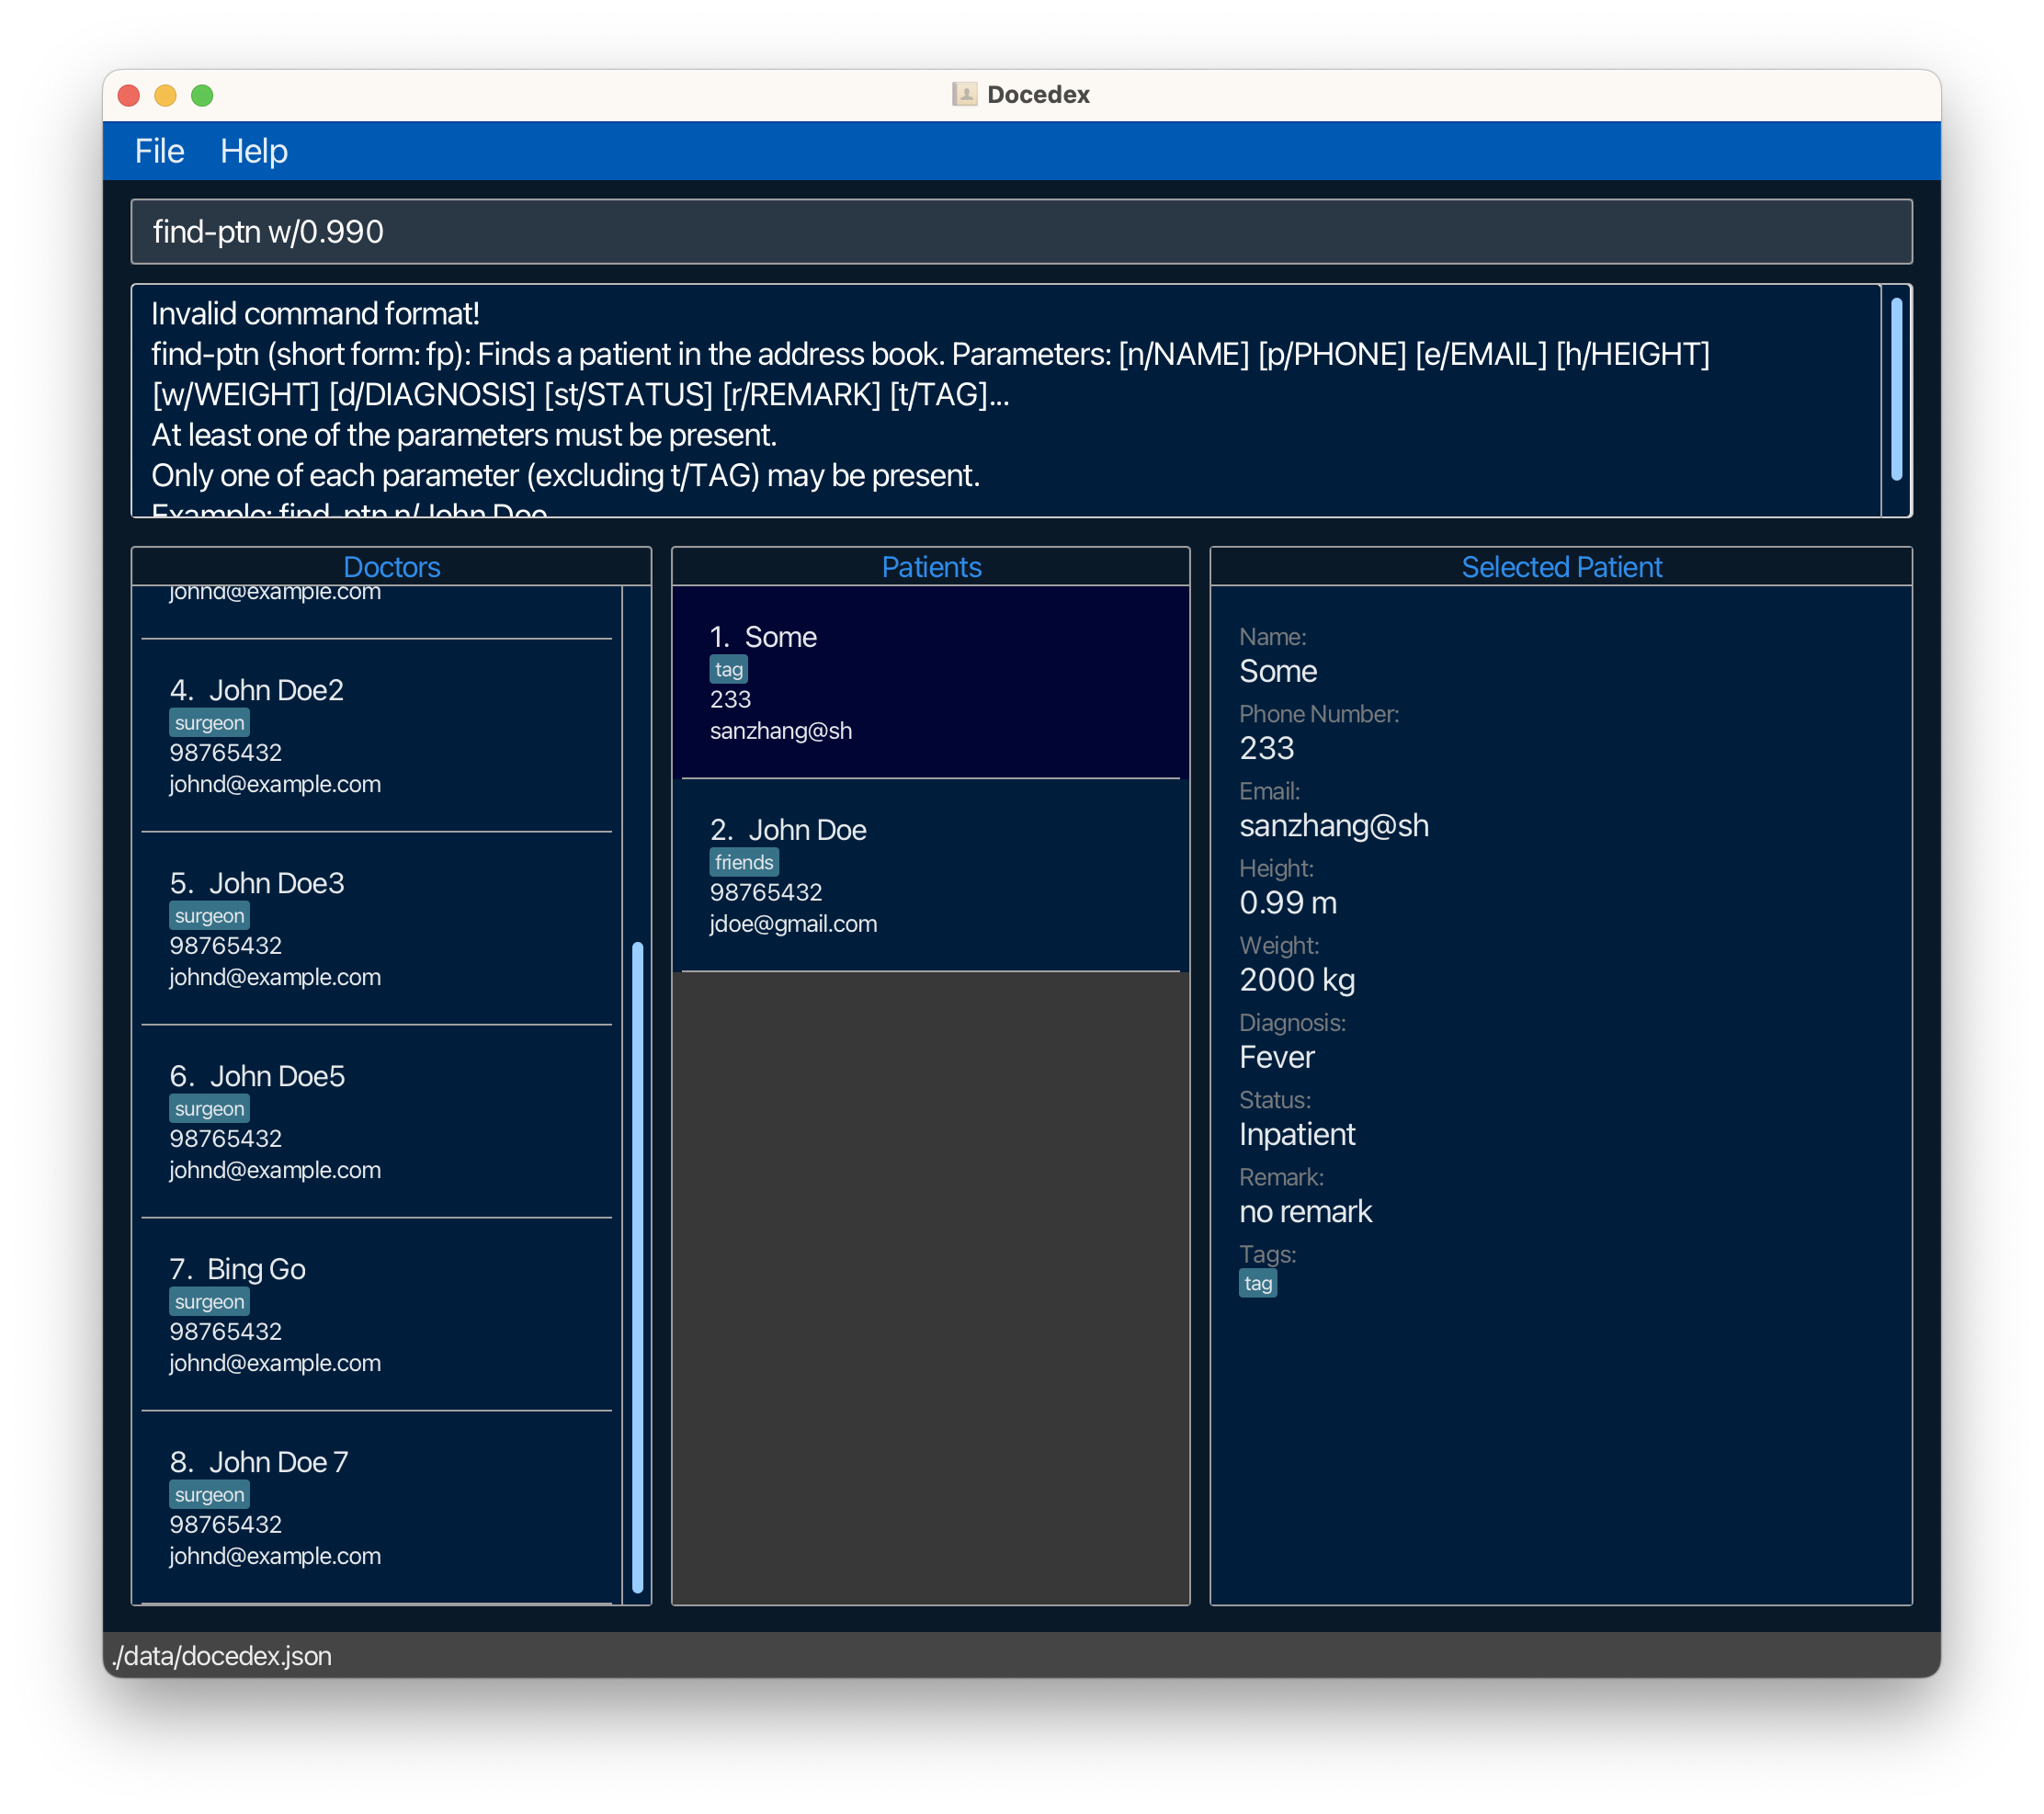 Docedex
File Help
find-ptn w/0.990
Invalid command format!
find-ptn (short form: fp): Finds a patient in the address book. Parameters: [n/NAME] [p/PHONE] [e/EMAIL] [h/HEIGHT]
[w/WEIGHT] [d/DIAGNOSIS] [st/STATUS] [r/REMARK] [t/TAG]...
At least one of the parameters must be present.
Only one of each parameter (excluding t/TAG) may be present.
Example: find-ptn n/ John Doe
Doctors
johnd@example.com
4. John Doe2
surgeon
98765432
johnd@example.com
5. John Doe3
surgeon
98765432
johnd@example.com
6. John Doe5
surgeon
98765432
johnd@example.com
7. Bing Go
surgeon
98765432
johnd@example.com
8. John Doe 7
surgeon
98765432
johnd@example.com
Patients
1. Some
tag
233
sanzhang@sh
2. John Doe
friends
98765432
jdoe@gmail.com
Selected Patient
Name:
Some
Phone Number:
233
Email:
sanzhang@sh
Height:
0.99 m
Weight:
2000 kg
Diagnosis:
Fever
Status:
Inpatient
Remark:
no remark
Tags:
tag
./data/docedex.json